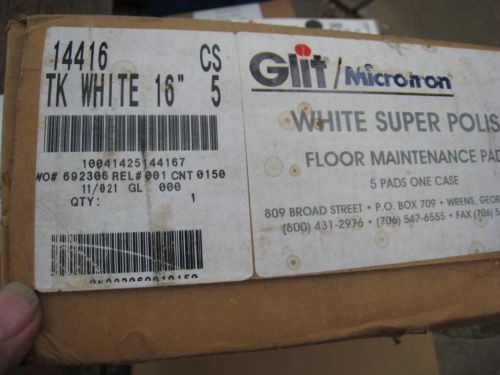 14416 CS
TK WHITE 16" 5
10041425144167
WO# 692306 REL# 001 CNT 0150
11/021 GL 000
QTY: 1
Glit/Microtron
WHITE SUPER POLIS
FLOOR MAINTENANCE PAD
5 PADS ONE CASE
809 BROAD STREET • P.O. BOX 709 • WRENS, GEOR
(800) 431-2976 • (706) 547-6555 • FAX (706) 5